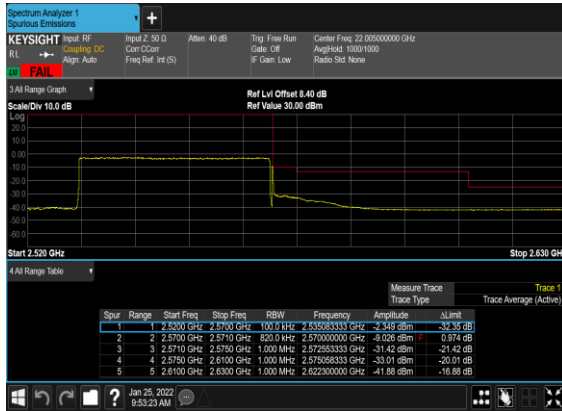 Spectrum Analyzer 1
Spurious Emissions
+
KEYSIGHT Input: RF Input Z: 50 Ω Atten: 40 dB Trig: Free Run Center Freq: 22.005000000 GHz
RL Coupling: DC Corr CCorr Gate: Off Avg|Hold: 1000/1000
Align: Auto Freq Ref: Int (S) IF Gain: Low Radio Std: None
LV FAIL
3 All Range Graph Ref Lvl Offset 8.40 dB
Scale/Div 10.0 dB Ref Value 30.00 dBm
Log
20.0
10.0
0.00
-10.0
-20.0
-30.0
-40.0
-50.0
-60.0
Start 2.520 GHz Stop 2.630 GHz
4 All Range Table
Measure Trace Trace 1
Trace Type Trace Average (Active)
Spur Range Start Freq Stop Freq RBW Frequency Amplitude ΔLimit
1 1 2.5200 GHz 2.5700 GHz 100.0 kHz 2.535083333 GHz -2.349 dBm -32.35 dB
2 2 2.5700 GHz 2.5710 GHz 820.0 kHz 2.570000000 GHz -9.026 dBm F 0.974 dB
3 3 2.5710 GHz 2.5750 GHz 1.000 MHz 2.572553333 GHz -31.42 dBm -21.42 dB
4 4 2.5750 GHz 2.6100 GHz 1.000 MHz 2.575058333 GHz -33.01 dBm -20.01 dB
5 5 2.6100 GHz 2.6300 GHz 1.000 MHz 2.622300000 GHz -41.88 dBm -16.88 dB
? Jan 25, 2022
9:53:23 AM